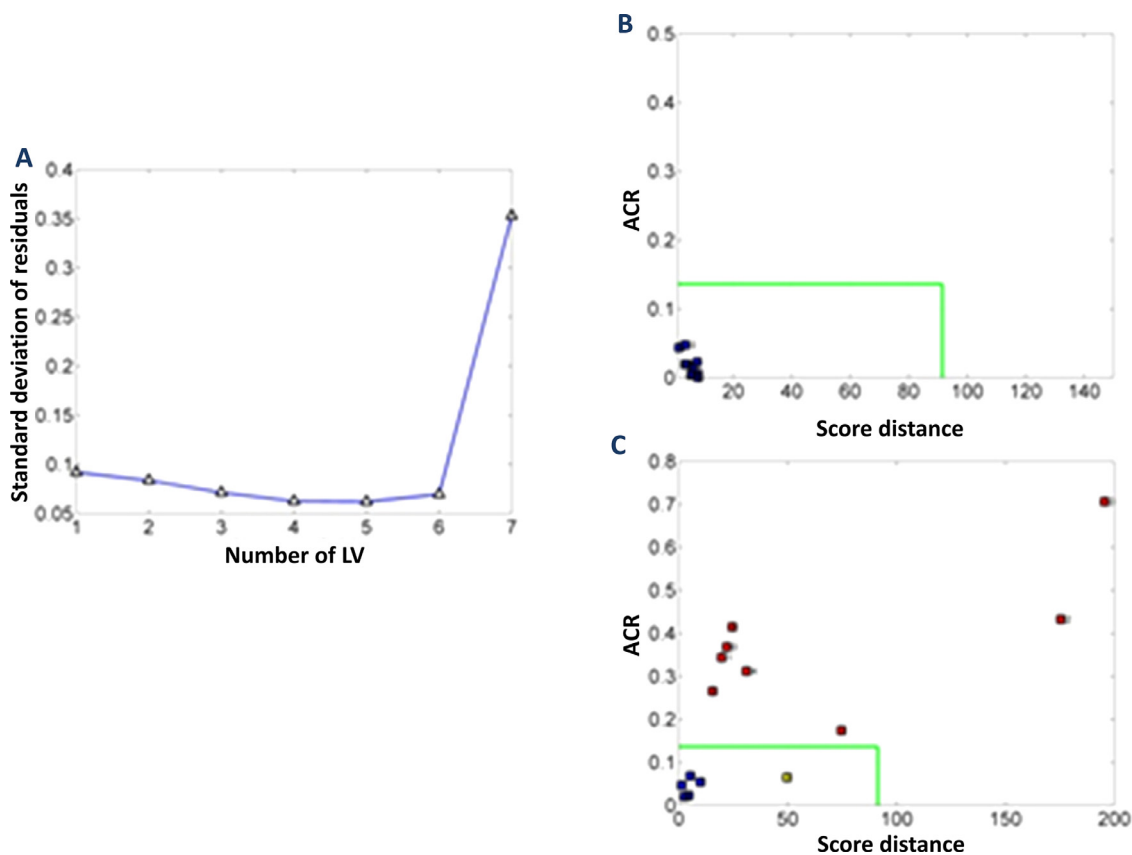 A
Standard deviation of residuals
0.4
0.35
0.3
0.25
0.2
0.15
0.1
0.05
1 2 3 4 5 6 7
Number of LV
B
ACR
0.5
0.4
0.3
0.2
0.1
0
20 40 60 80 100 120 140
Score distance
C
ACR
0.8
0.7
0.6
0.5
0.4
0.3
0.2
0.1
0
0 50 100 150 200
Score distance